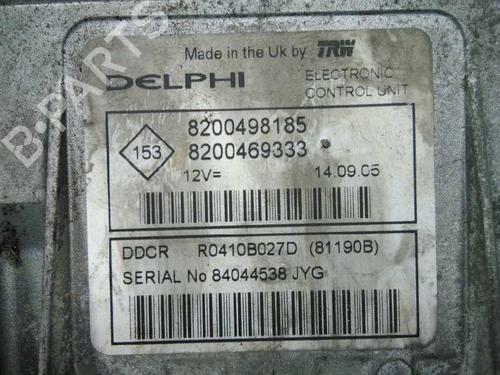 B-PARTS
Made in the Uk by TRW
DELPHI ELECTRONIC
CONTROL UNIT
8200498185
153 8200469333
12V= 14.09.05
DDCR R0410B027D (81190B)
SERIAL No 84044538 JYG